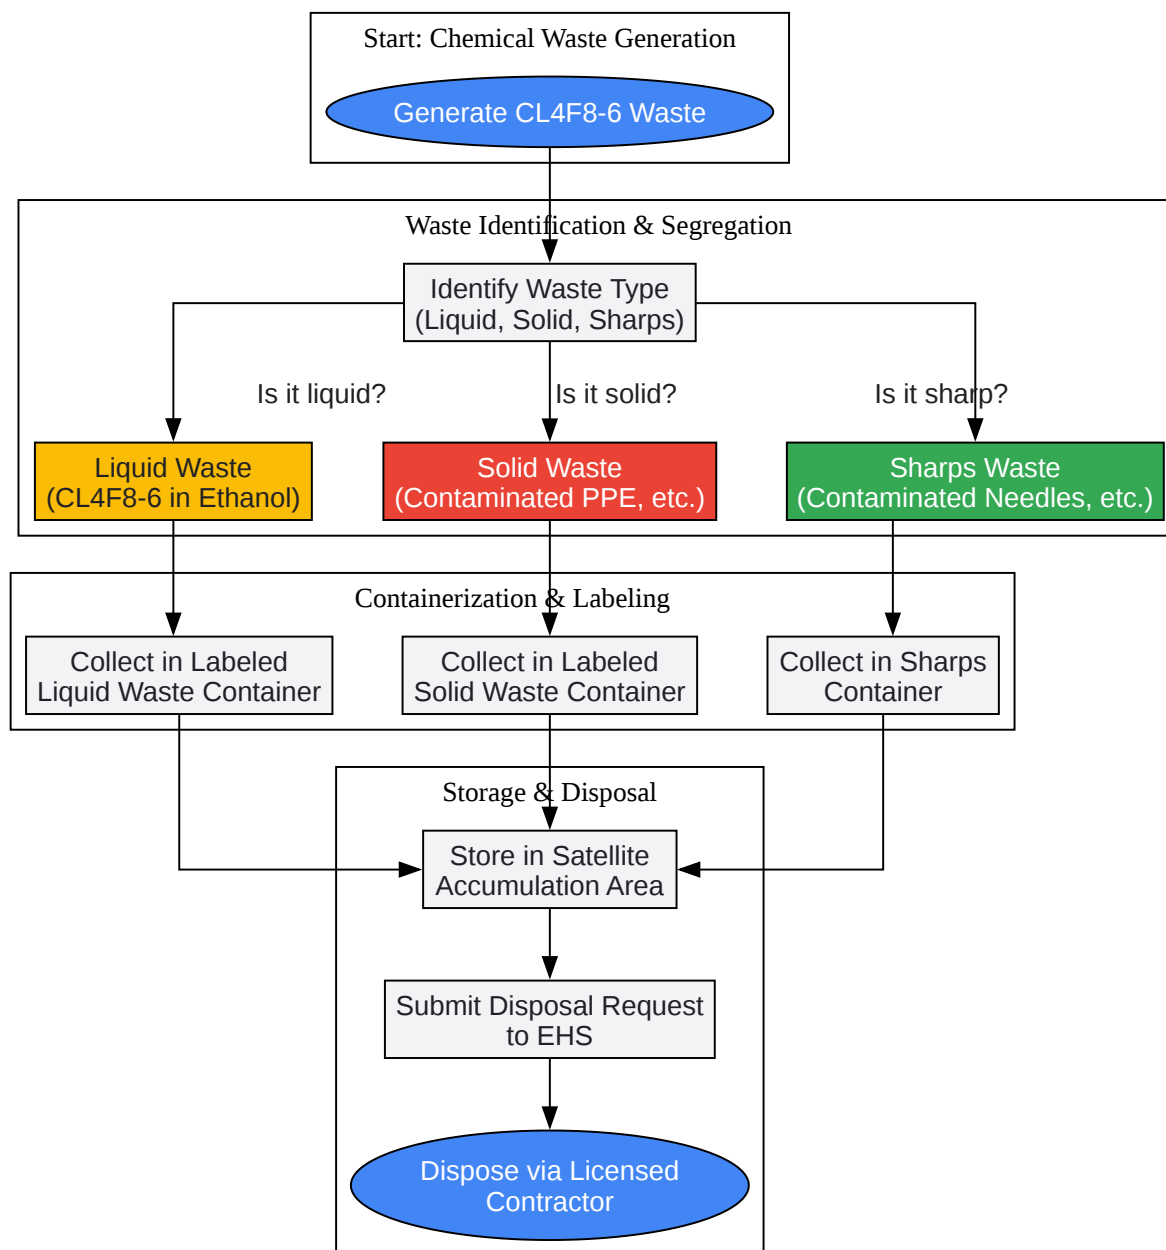 Start: Chemical Waste Generation
Generate CL4F8-6 Waste
Waste Identification & Segregation
Identify Waste Type
(Liquid, Solid, Sharps)
Is it liquid?
Is it solid?
Is it sharp?
Liquid Waste
(CL4F8-6 in Ethanol)
Solid Waste
(Contaminated PPE, etc.)
Sharps Waste
(Contaminated Needles, etc.)
Containerization & Labeling
Collect in Labeled
Liquid Waste Container
Collect in Labeled
Solid Waste Container
Collect in Sharps
Container
Storage & Disposal
Store in Satellite
Accumulation Area
Submit Disposal Request
to EHS
Dispose via Licensed
Contractor